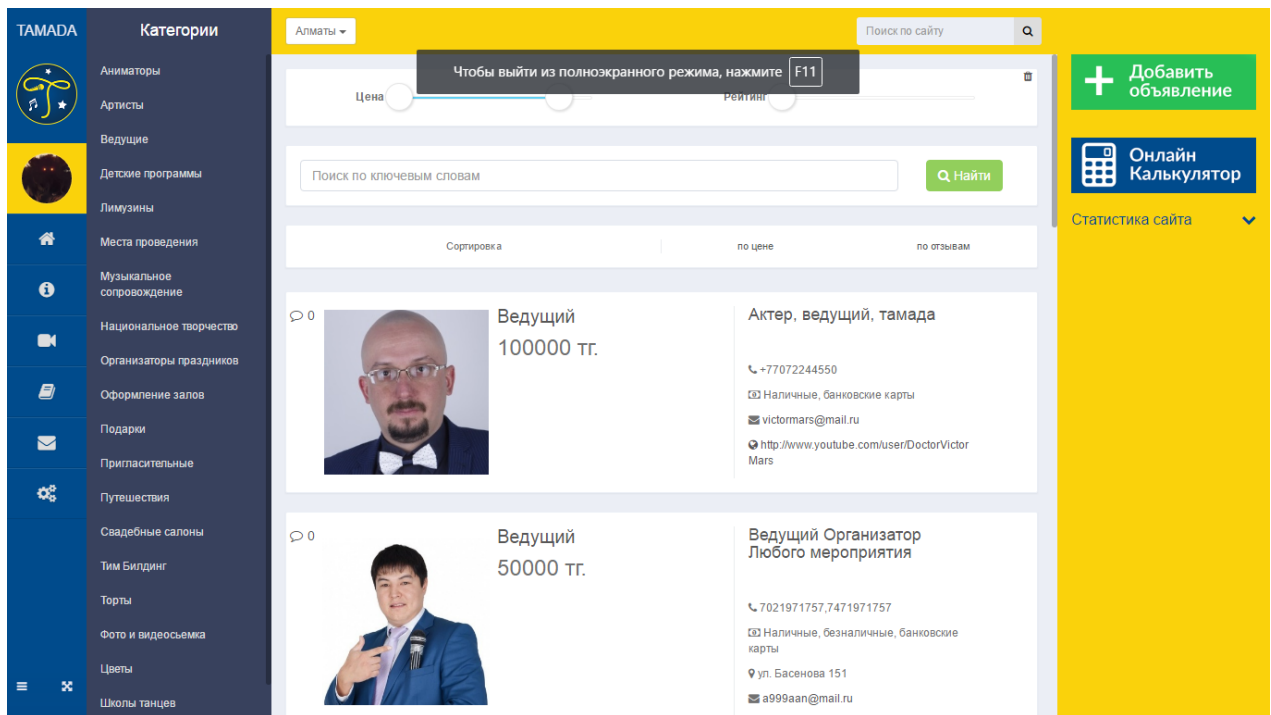 TAMADA
Категории
Аниматоры
Артисты
Ведущие
Детские программы
Лимузины
Места проведения
Музыкальное
сопровождение
Национальное творчество
Организаторы праздников
Оформление залов
Подарки
Пригласительные
Путешествия
Свадебные салоны
Тим Билдинг
Торты
Фото и видеосьемка
Цветы
Школы танцев
Алматы
Поиск по сайту
Чтобы выйти из полноэкранного режима, нажмите F11
Цена
Рейтинг
Поиск по ключевым словам
Найти
Сортировка по цене по отзывам
0
Ведущий
100000 тг.
Актер, ведущий, тамада
+77072244550
Наличные, банковские карты
victormars@mail.ru
http://www.youtube.com/user/DoctorVictor
Mars
0
Ведущий
50000 тг.
Ведущий Организатор
Любого мероприятия
7021971757,7471971757
Наличные, безналичные, банковские
карты
ул. Басенова 151
a999aan@mail.ru
Добавить
объявление
Онлайн
Калькулятор
Статистика сайта